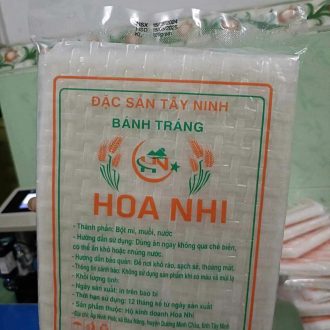 NSX
HSD
ĐẶC SẢN TÂY NINH
BÁNH TRÁNG
HOA NHI
- Thành phần: Bột mì, muối, nước
- Hướng dẫn sử dụng: Dùng ăn ngay không qua chế biến,
có thể ăn khô hoặc nhúng nước.
- Hướng dẫn bảo quản: Để nơi khô ráo, sạch sẽ, thoáng mát.
- Thông tin cảnh báo: Không sử dụng sản phẩm khi có màu và mùi lạ
- Khối lượng tịnh:
- Ngày sản xuất: in trên bao bì
- Thời hạn sử dụng: 12 tháng kể từ ngày sản xuất
- Sản phẩm thuộc: Hộ kinh doanh Hoa Nhi